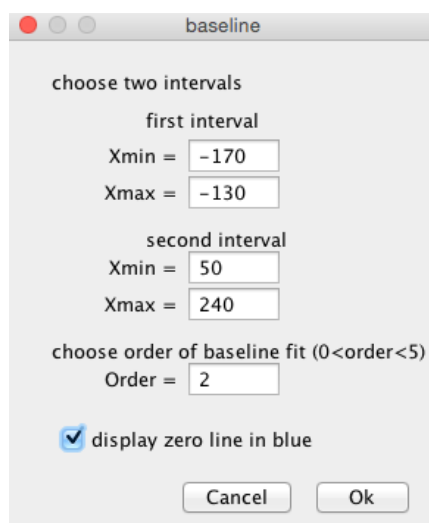 baseline
choose two intervals
first interval
Xmin = -170
Xmax = -130
second interval
Xmin = 50
Xmax = 240
choose order of baseline fit (0<order<5)
Order = 2
display zero line in blue
Cancel Ok